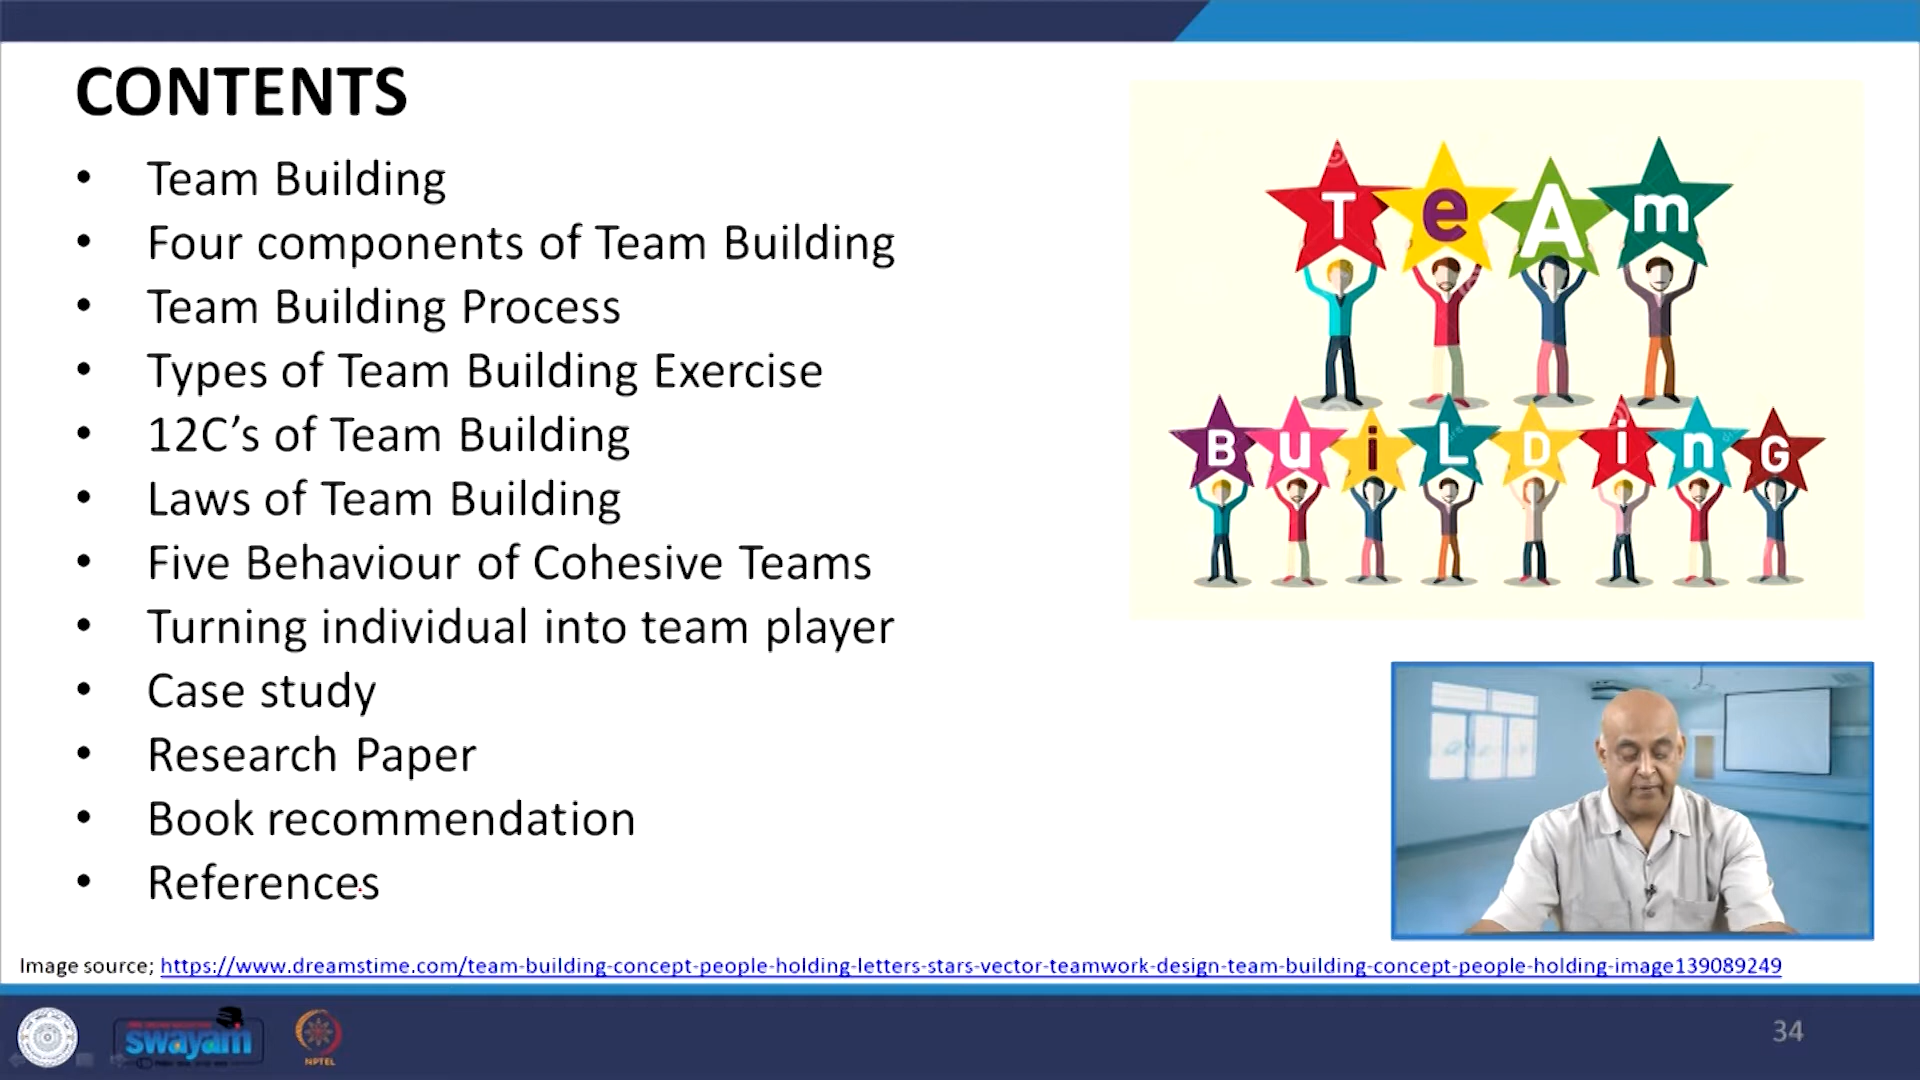 CONTENTS
• Team Building
• Four components of Team Building
• Team Building Process
• Types of Team Building Exercise
• 12C’s of Team Building
• Laws of Team Building
• Five Behaviour of Cohesive Teams
• Turning individual into team player
• Case study
• Research Paper
• Book recommendation
• References
TeAm
BuiLDinG
Image source; https://www.dreamstime.com/team-building-concept-people-holding-letters-stars-vector-teamwork-design-team-building-concept-people-holding-image139089249
swayam
NPTEL
34